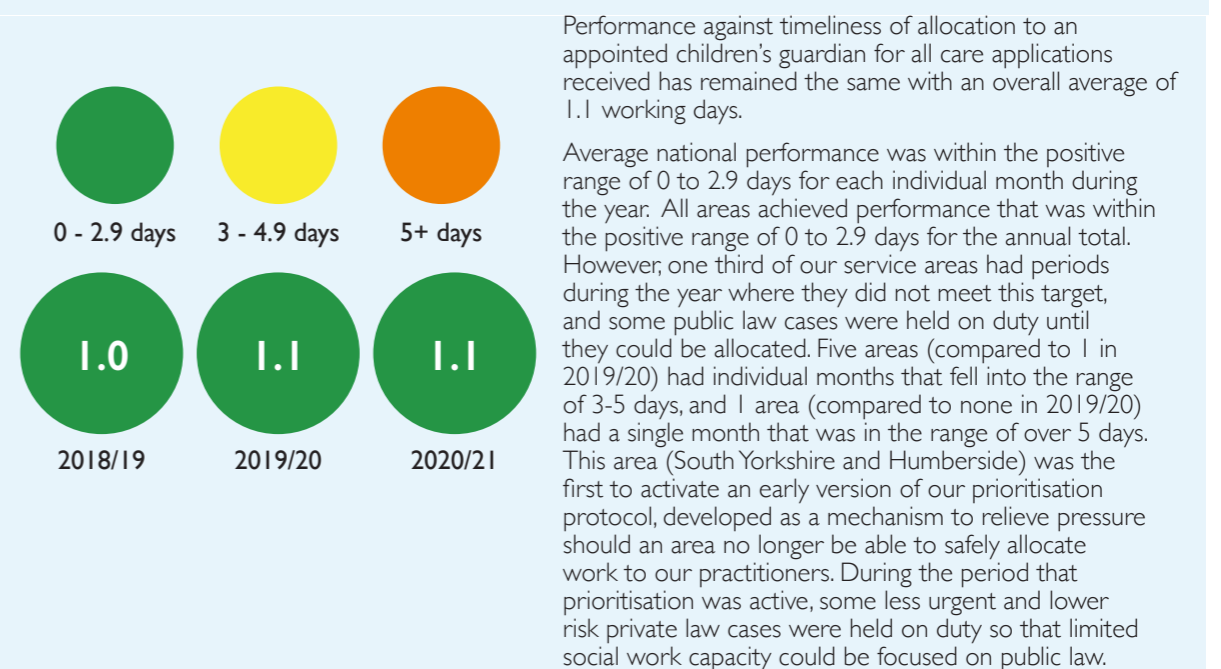 0 - 2.9 days
3 - 4.9 days
5+ days
1.0
1.1
1.1
2018/19
2019/20
2020/21
Performance against timeliness of allocation to an
appointed children’s guardian for all care applications
received has remained the same with an overall average of
1.1 working days.
Average national performance was within the positive
range of 0 to 2.9 days for each individual month during
the year. All areas achieved performance that was within
the positive range of 0 to 2.9 days for the annual total.
However, one third of our service areas had periods
during the year where they did not meet this target,
and some public law cases were held on duty until
they could be allocated. Five areas (compared to 1 in
2019/20) had individual months that fell into the range
of 3-5 days, and 1 area (compared to none in 2019/20)
had a single month that was in the range of over 5 days.
This area (South Yorkshire and Humberside) was the
first to activate an early version of our prioritisation
protocol, developed as a mechanism to relieve pressure
should an area no longer be able to safely allocate
work to our practitioners. During the period that
prioritisation was active, some less urgent and lower
risk private law cases were held on duty so that limited
social work capacity could be focused on public law.